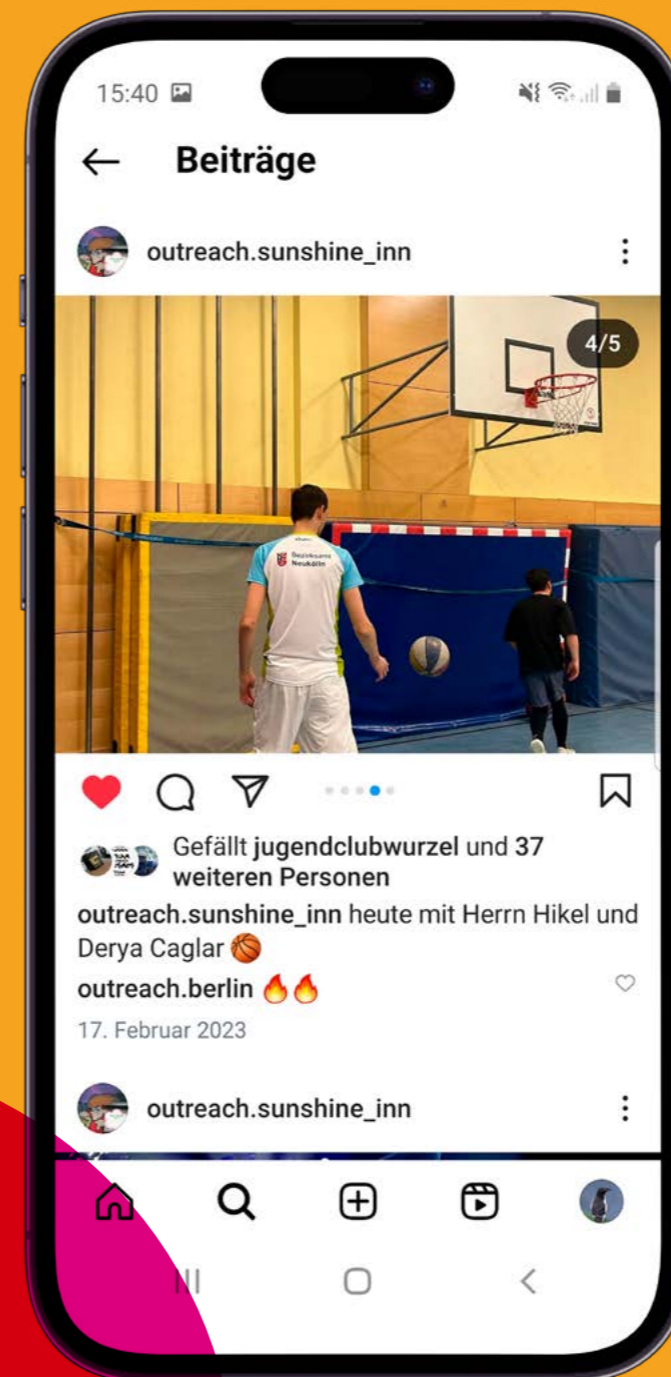 15:40
Beiträge
outreach.sunshine_inn
4/5
Bezirksamt
Neukölln
Gefällt jugendclubwurzel und 37
weiteren Personen
outreach.sunshine_inn heute mit Herrn Hikel und
Derya Caglar 🏀
outreach.berlin 🔥🔥
17. Februar 2023
outreach.sunshine_inn